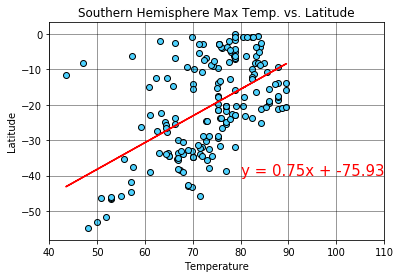 Southern Hemisphere Max Temp. vs. Latitude
0
−10
−20
−30
−40
−50
Latitude
y = 0.75x + -75.93
40 50 60 70 80 90 100 110
Temperature